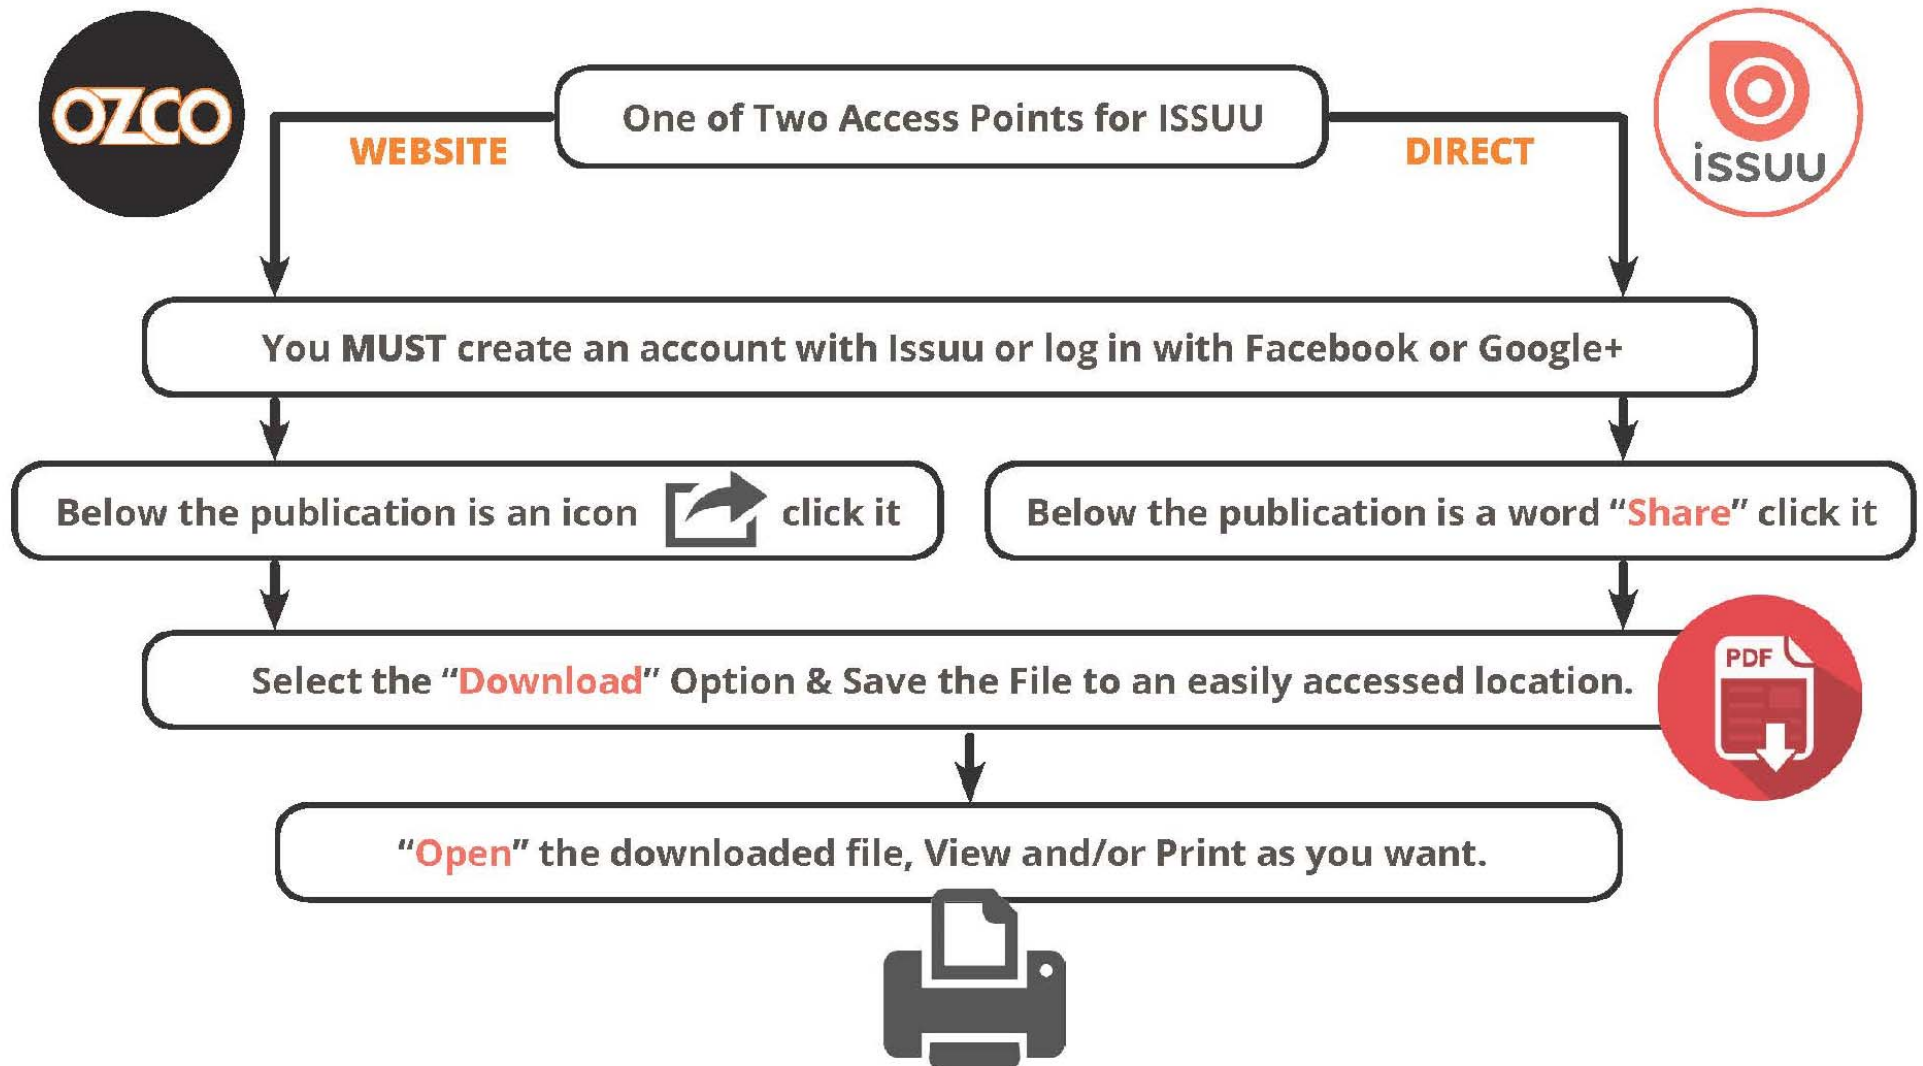 OZCO
One of Two Access Points for ISSUU
issuu
WEBSITE
DIRECT
You MUST create an account with Issuu or log in with Facebook or Google+
Below the publication is an icon click it
Below the publication is a word “Share” click it
Select the “Download” Option & Save the File to an easily accessed location.
PDF
“Open” the downloaded file, View and/or Print as you want.